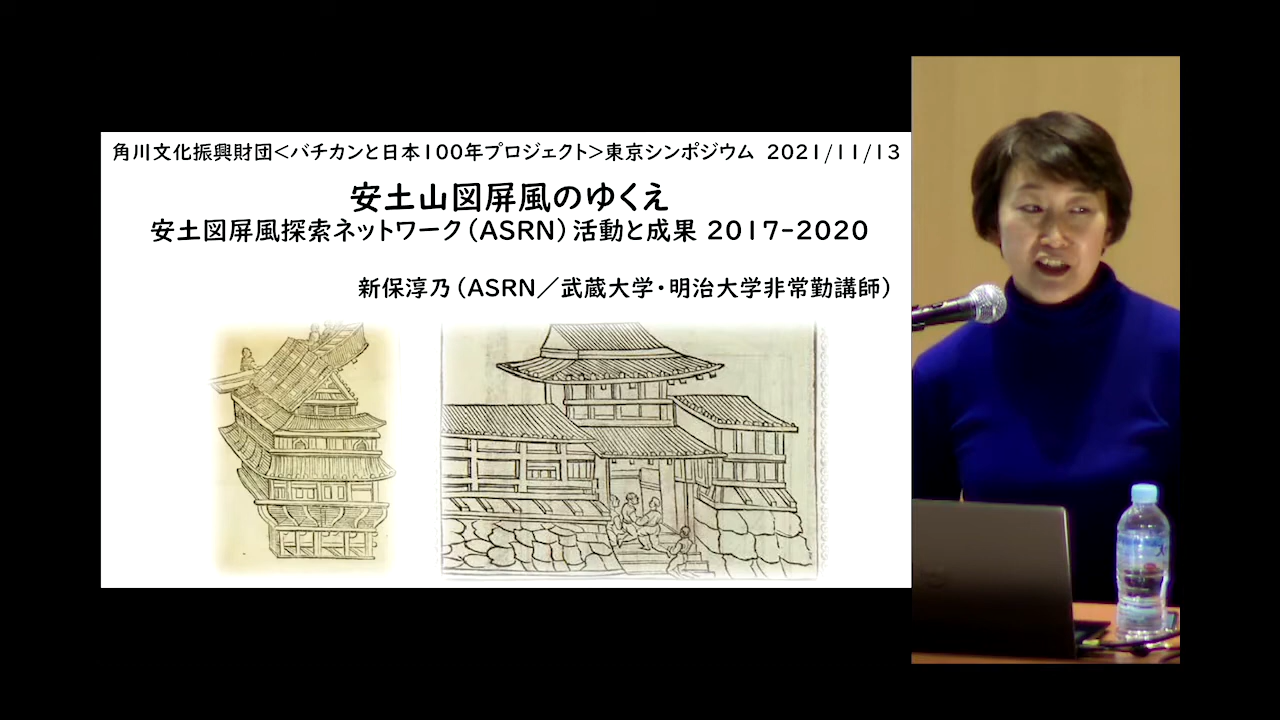 角川文化振興財団<バチカンと日本100年プロジェクト>東京シンポジウム 2021/11/13
安土山図屏風のゆくえ
安土図屏風探索ネットワーク（ASRN）活動と成果 2017-2020
新保淳乃（ASRN／武蔵大学・明治大学非常勤講師）